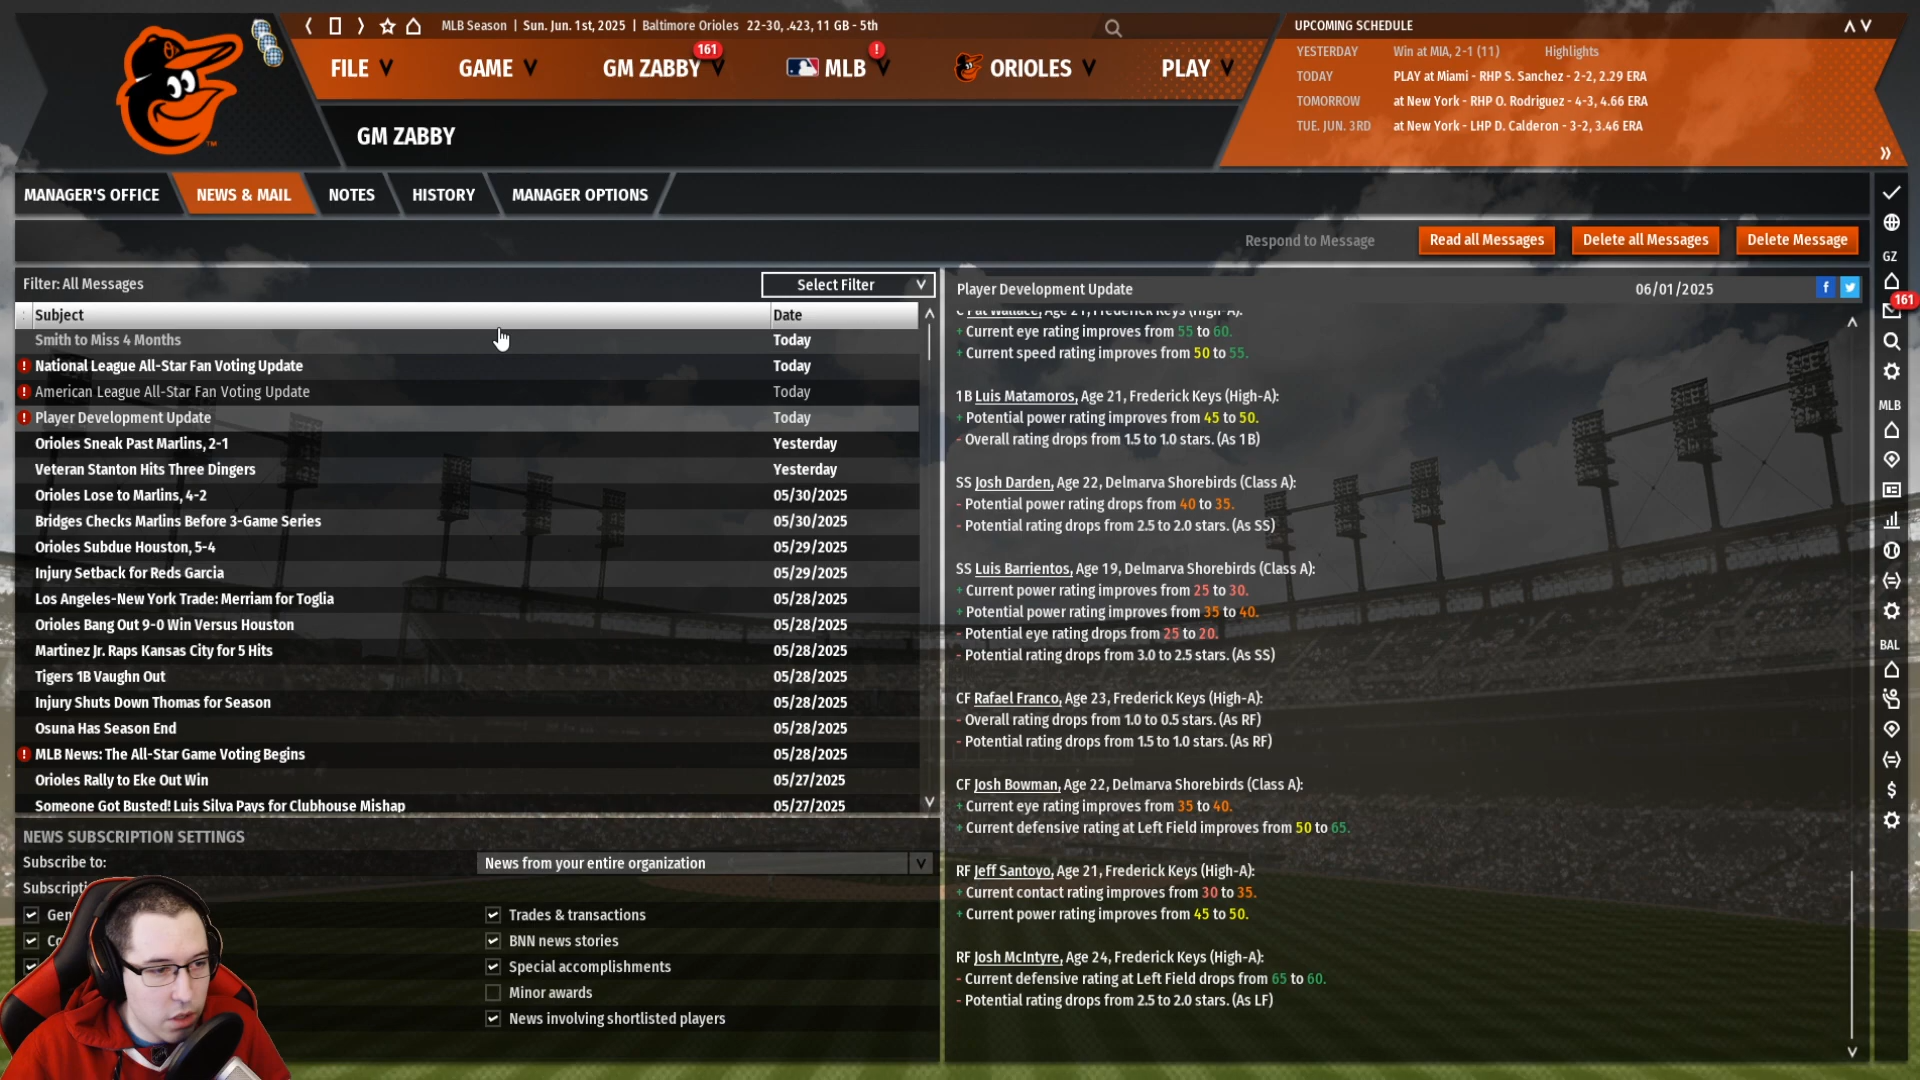 MLB Season | Sun. Jun. 1st, 2025 | Baltimore Orioles 22-30, .423, 11 GB - 5th
FILE
GAME
GM ZABBY
161
MLB
!
ORIOLES
PLAY
GM ZABBY
UPCOMING SCHEDULE
YESTERDAY Win at MIA, 2-1 (11) Highlights
TODAY PLAY at Miami - RHP S. Sanchez - 2-2, 2.29 ERA
TOMORROW at New York - RHP O. Rodriguez - 4-3, 4.66 ERA
TUE. JUN. 3RD at New York - LHP D. Calderon - 3-2, 3.46 ERA
MANAGER'S OFFICE NEWS & MAIL NOTES HISTORY MANAGER OPTIONS
Respond to Message Read all Messages Delete all Messages Delete Message
Filter: All Messages Select Filter
Subject Date
Smith to Miss 4 Months Today
National League All-Star Fan Voting Update Today
American League All-Star Fan Voting Update Today
Player Development Update Today
Orioles Sneak Past Marlins, 2-1 Yesterday
Veteran Stanton Hits Three Dingers Yesterday
Orioles Lose to Marlins, 4-2 05/30/2025
Bridges Checks Marlins Before 3-Game Series 05/30/2025
Orioles Subdue Houston, 5-4 05/29/2025
Injury Setback for Reds Garcia 05/29/2025
Los Angeles-New York Trade: Merriam for Toglia 05/28/2025
Orioles Bang Out 9-0 Win Versus Houston 05/28/2025
Martinez Jr. Raps Kansas City for 5 Hits 05/28/2025
Tigers 1B Vaughn Out 05/28/2025
Injury Shuts Down Thomas for Season 05/28/2025
Osuna Has Season End 05/28/2025
MLB News: The All-Star Game Voting Begins 05/28/2025
Orioles Rally to Eke Out Win 05/27/2025
Someone Got Busted! Luis Silva Pays for Clubhouse Mishap 05/27/2025
NEWS SUBSCRIPTION SETTINGS
Subscribe to: News from your entire organization
Trades & transactions
BNN news stories
Special accomplishments
Minor awards
News involving shortlisted players
Player Development Update 06/01/2025
C Pat Wallace, Age 21, Frederick Keys (High-A):
+ Current eye rating improves from 55 to 60.
+ Current speed rating improves from 50 to 55.
1B Luis Matamoros, Age 21, Frederick Keys (High-A):
+ Potential power rating improves from 45 to 50.
- Overall rating drops from 1.5 to 1.0 stars. (As 1B)
SS Josh Darden, Age 22, Delmarva Shorebirds (Class A):
- Potential power rating drops from 40 to 35.
- Potential rating drops from 2.5 to 2.0 stars. (As SS)
SS Luis Barrientos, Age 19, Delmarva Shorebirds (Class A):
+ Current power rating improves from 25 to 30.
+ Potential power rating improves from 35 to 40.
- Potential eye rating drops from 25 to 20.
- Potential rating drops from 3.0 to 2.5 stars. (As SS)
CF Rafael Franco, Age 23, Frederick Keys (High-A):
- Overall rating drops from 1.0 to 0.5 stars. (As RF)
- Potential rating drops from 1.5 to 1.0 stars. (As RF)
CF Josh Bowman, Age 22, Delmarva Shorebirds (Class A):
+ Current eye rating improves from 35 to 40.
+ Current defensive rating at Left Field improves from 50 to 65.
RF Jeff Santoyo, Age 21, Frederick Keys (High-A):
+ Current contact rating improves from 30 to 35.
+ Current power rating improves from 45 to 50.
RF Josh McIntyre, Age 24, Frederick Keys (High-A):
- Current defensive rating at Left Field drops from 65 to 60.
- Potential rating drops from 2.5 to 2.0 stars. (As LF)
GZ
161
MLB
BAL